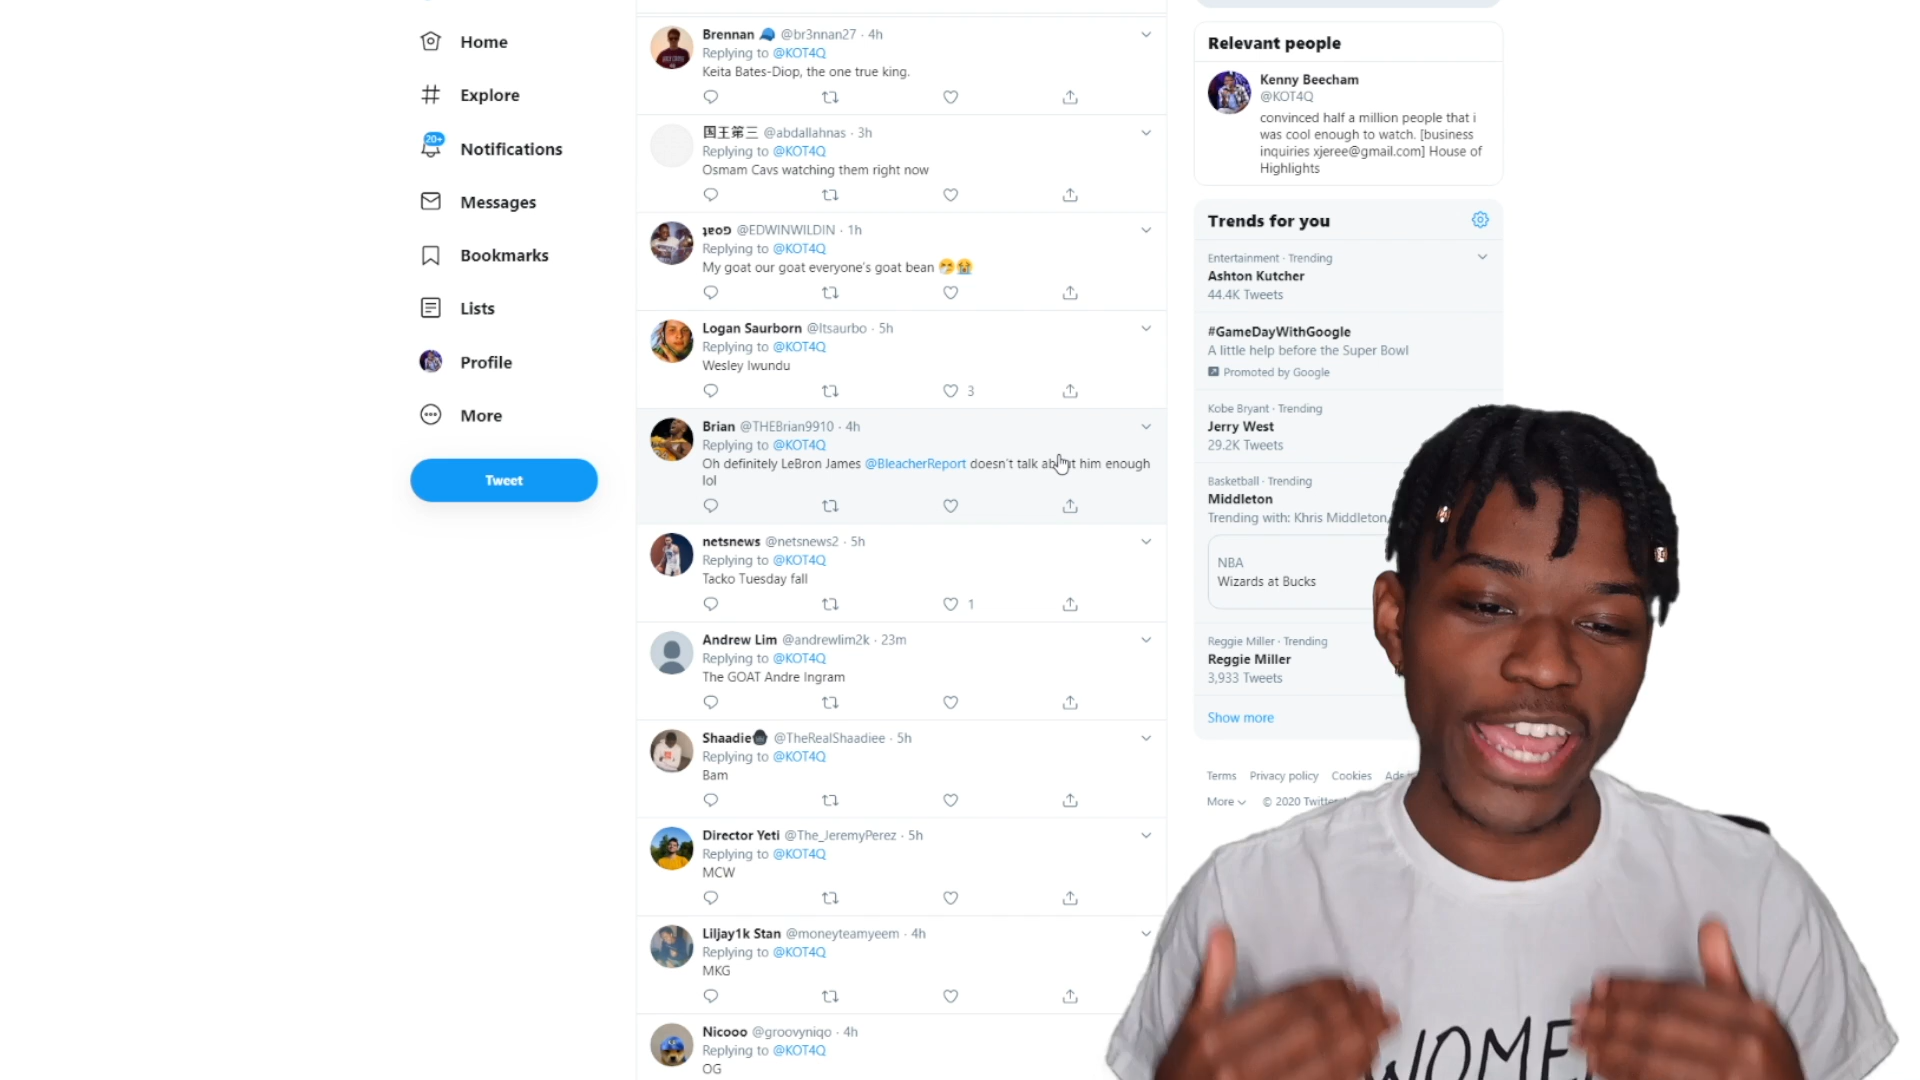 Home
Explore
20+
Notifications
Messages
Bookmarks
Lists
Profile
More
Tweet
Brennan @br3nnan27 · 4h
Replying to @KOT4Q
Keita Bates-Diop, the one true king.
国王第三 @abdallahnas · 3h
Replying to @KOT4Q
Osmam Cavs watching them right now
@EDWINWILDIN · 1h
Replying to @KOT4Q
My goat our goat everyone's goat bean
Logan Saurborn @ltsaurbo · 5h
Replying to @KOT4Q
Wesley Iwundu
3
Brian @THEBrian9910 · 4h
Replying to @KOT4Q
Oh definitely LeBron James @BleacherReport doesn't talk about him enough
lol
netsnews @netsnews2 · 5h
Replying to @KOT4Q
Tacko Tuesday fall
1
Andrew Lim @andrewlim2k · 23m
Replying to @KOT4Q
The GOAT Andre Ingram
Shaadie @TheRealShaadiee · 5h
Replying to @KOT4Q
Bam
Director Yeti @The_JeremyPerez · 5h
Replying to @KOT4Q
MCW
Liljay1k Stan @moneyteamyeem · 4h
Replying to @KOT4Q
MKG
Nicooo @groovyniqo · 4h
Replying to @KOT4Q
OG
Relevant people
Kenny Beecham
@KOT4Q
convinced half a million people that i
was cool enough to watch. [business
inquiries xjeree@gmail.com] House of
Highlights
Trends for you
Entertainment · Trending
Ashton Kutcher
44.4K Tweets
#GameDayWithGoogle
A little help before the Super Bowl
Promoted by Google
Kobe Bryant · Trending
Jerry West
29.2K Tweets
Basketball · Trending
Middleton
Trending with: Khris Middleton,
NBA
Wizards at Bucks
Reggie Miller · Trending
Reggie Miller
3,933 Tweets
Show more
Terms Privacy policy Cookies Ads
More © 2020 Twitter
WOME